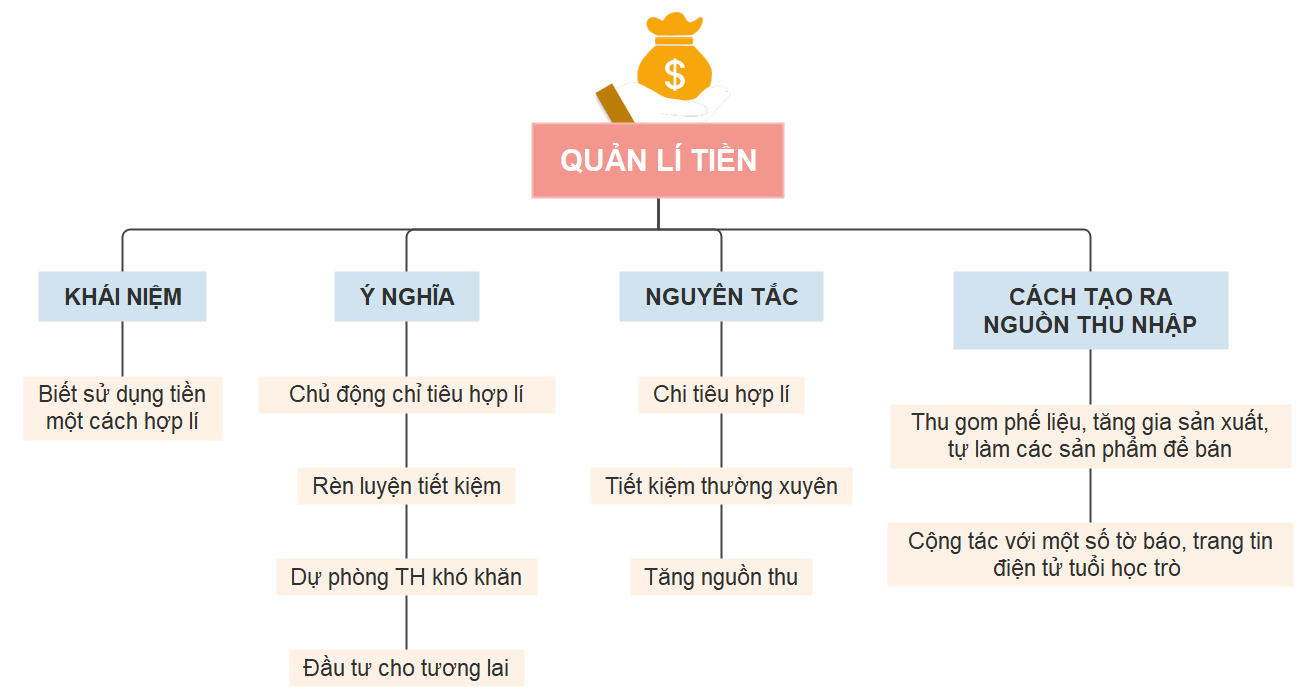 $
QUẢN LÍ TIỀN
KHÁI NIỆM
Biết sử dụng tiền
một cách hợp lí
Ý NGHĨA
Chủ động chỉ tiêu hợp lí
Rèn luyện tiết kiệm
Dự phòng TH khó khăn
Đầu tư cho tương lai
NGUYÊN TẮC
Chi tiêu hợp lí
Tiết kiệm thường xuyên
Tăng nguồn thu
CÁCH TẠO RA
NGUỒN THU NHẬP
Thu gom phế liệu, tăng gia sản xuất,
tự làm các sản phẩm để bán
Cộng tác với một số tờ báo, trang tin
điện tử tuổi học trò